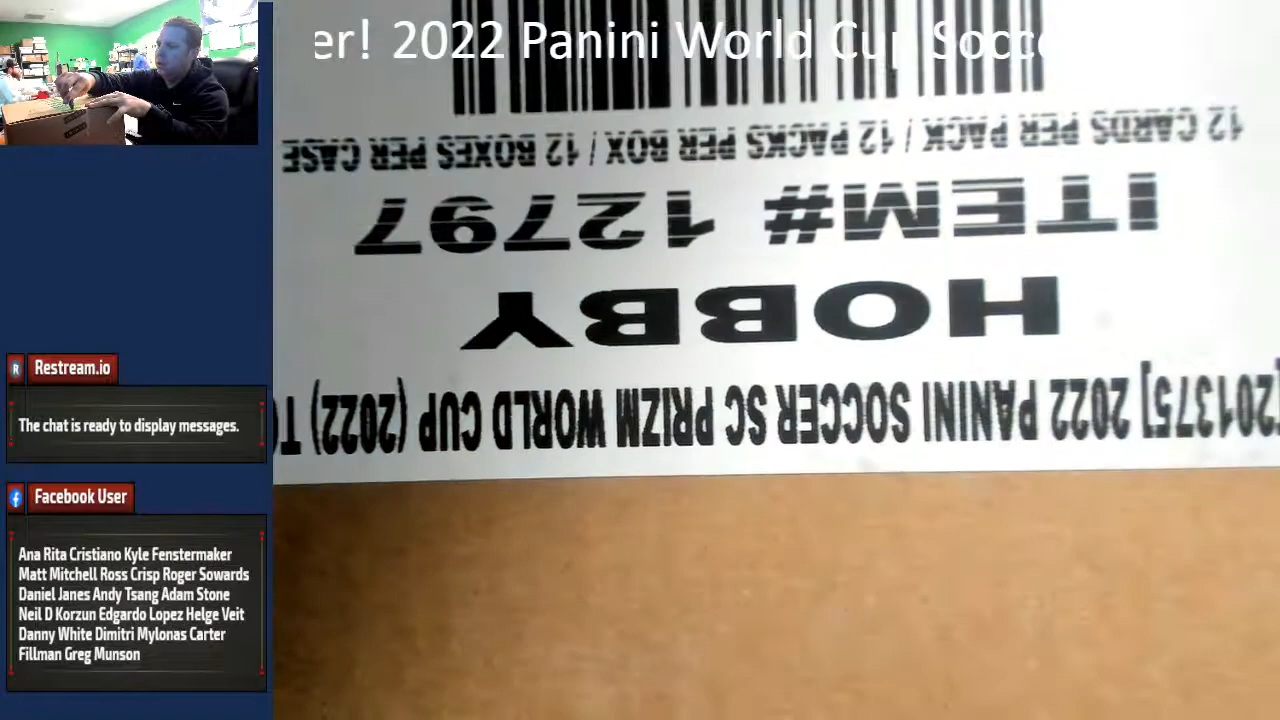 er! 2022 Panini World Cup Socce
12 CARDS PER PACK / 12 PACKS PER BOX / 12 BOXES PER CASE
ITEM# 12797
HOBBY
201375] 2022 PANINI SOCCER SC PRIZM WORLD CUP (2022) T
Restream.io
The chat is ready to display messages.
Facebook User
Ana Rita Cristiano Kyle Fenstermaker
Matt Mitchell Ross Crisp Roger Sowards
Daniel Janes Andy Tsang Adam Stone
Neil D Korzun Edgardo Lopez Helge Veit
Danny White Dimitri Mylonas Carter
Fillman Greg Munson